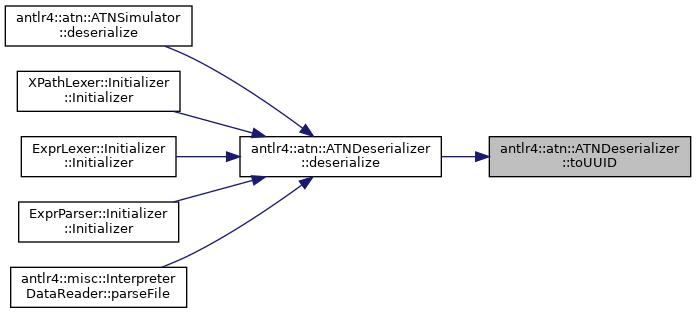 antlr4::atn::ATNSimulator
::deserialize
XPathLexer::Initializer
::Initializer
ExprLexer::Initializer
::Initializer
ExprParser::Initializer
::Initializer
antlr4::misc::Interpreter
DataReader::parseFile
antlr4::atn::ATNDeserializer
::deserialize
antlr4::atn::ATNDeserializer
::toUUID